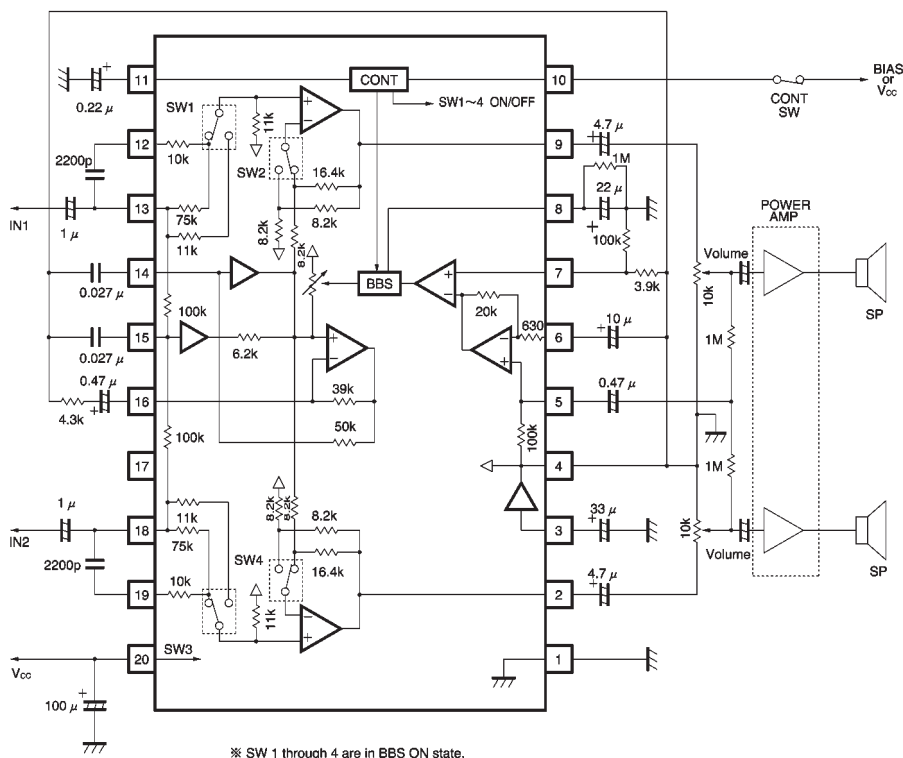 11
CONT
10
BIAS
or
Vcc
0.22 μ
SW1~4 ON/OFF
CONT
SW
SW1
11k
4.7 μ
12
10k
9
2200p
SW2
16.4k
1M
13
75k
8.2k
22 μ
8
IN1
1 μ
11k
8.2k
8.2k
100k
POWER
AMP
Volume
14
BBS
7
3.9k
0.027 μ
100k
20k
630
10 μ
10k
SP
15
6.2k
6
1M
0.027 μ
0.47 μ
39k
0.47 μ
16
5
4.3k
50k
100k
100k
17
4
1M
1 μ
8.2k
8.2k
8.2k
33 μ
18
11k
3
10k
IN2
75k
SW4
16.4k
Volume
SP
2200p
10k
4.7 μ
19
11k
2
20
SW3
1
Vcc
100 μ
※ SW 1 through 4 are in BBS ON state.